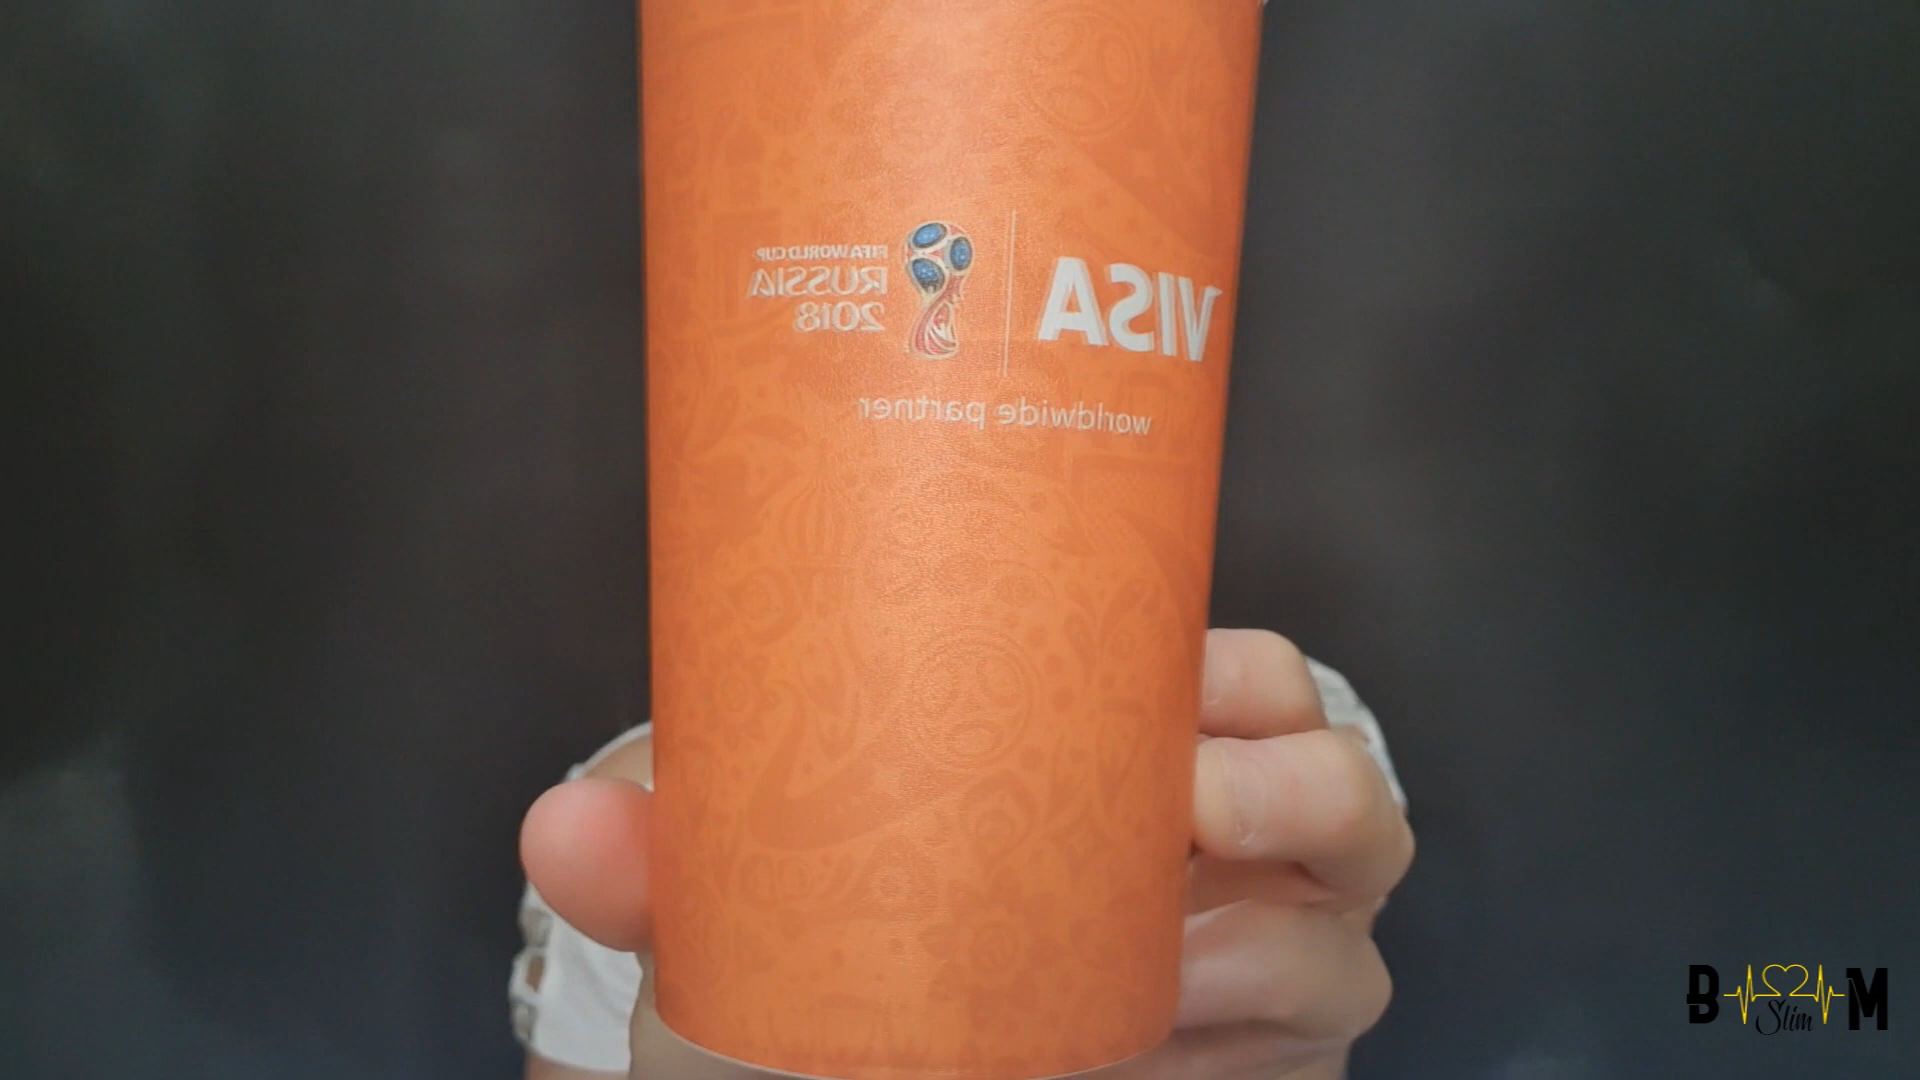 VISA
FIFA WORLD CUP
RUSSIA
2018
worldwide partner
B M
Slim